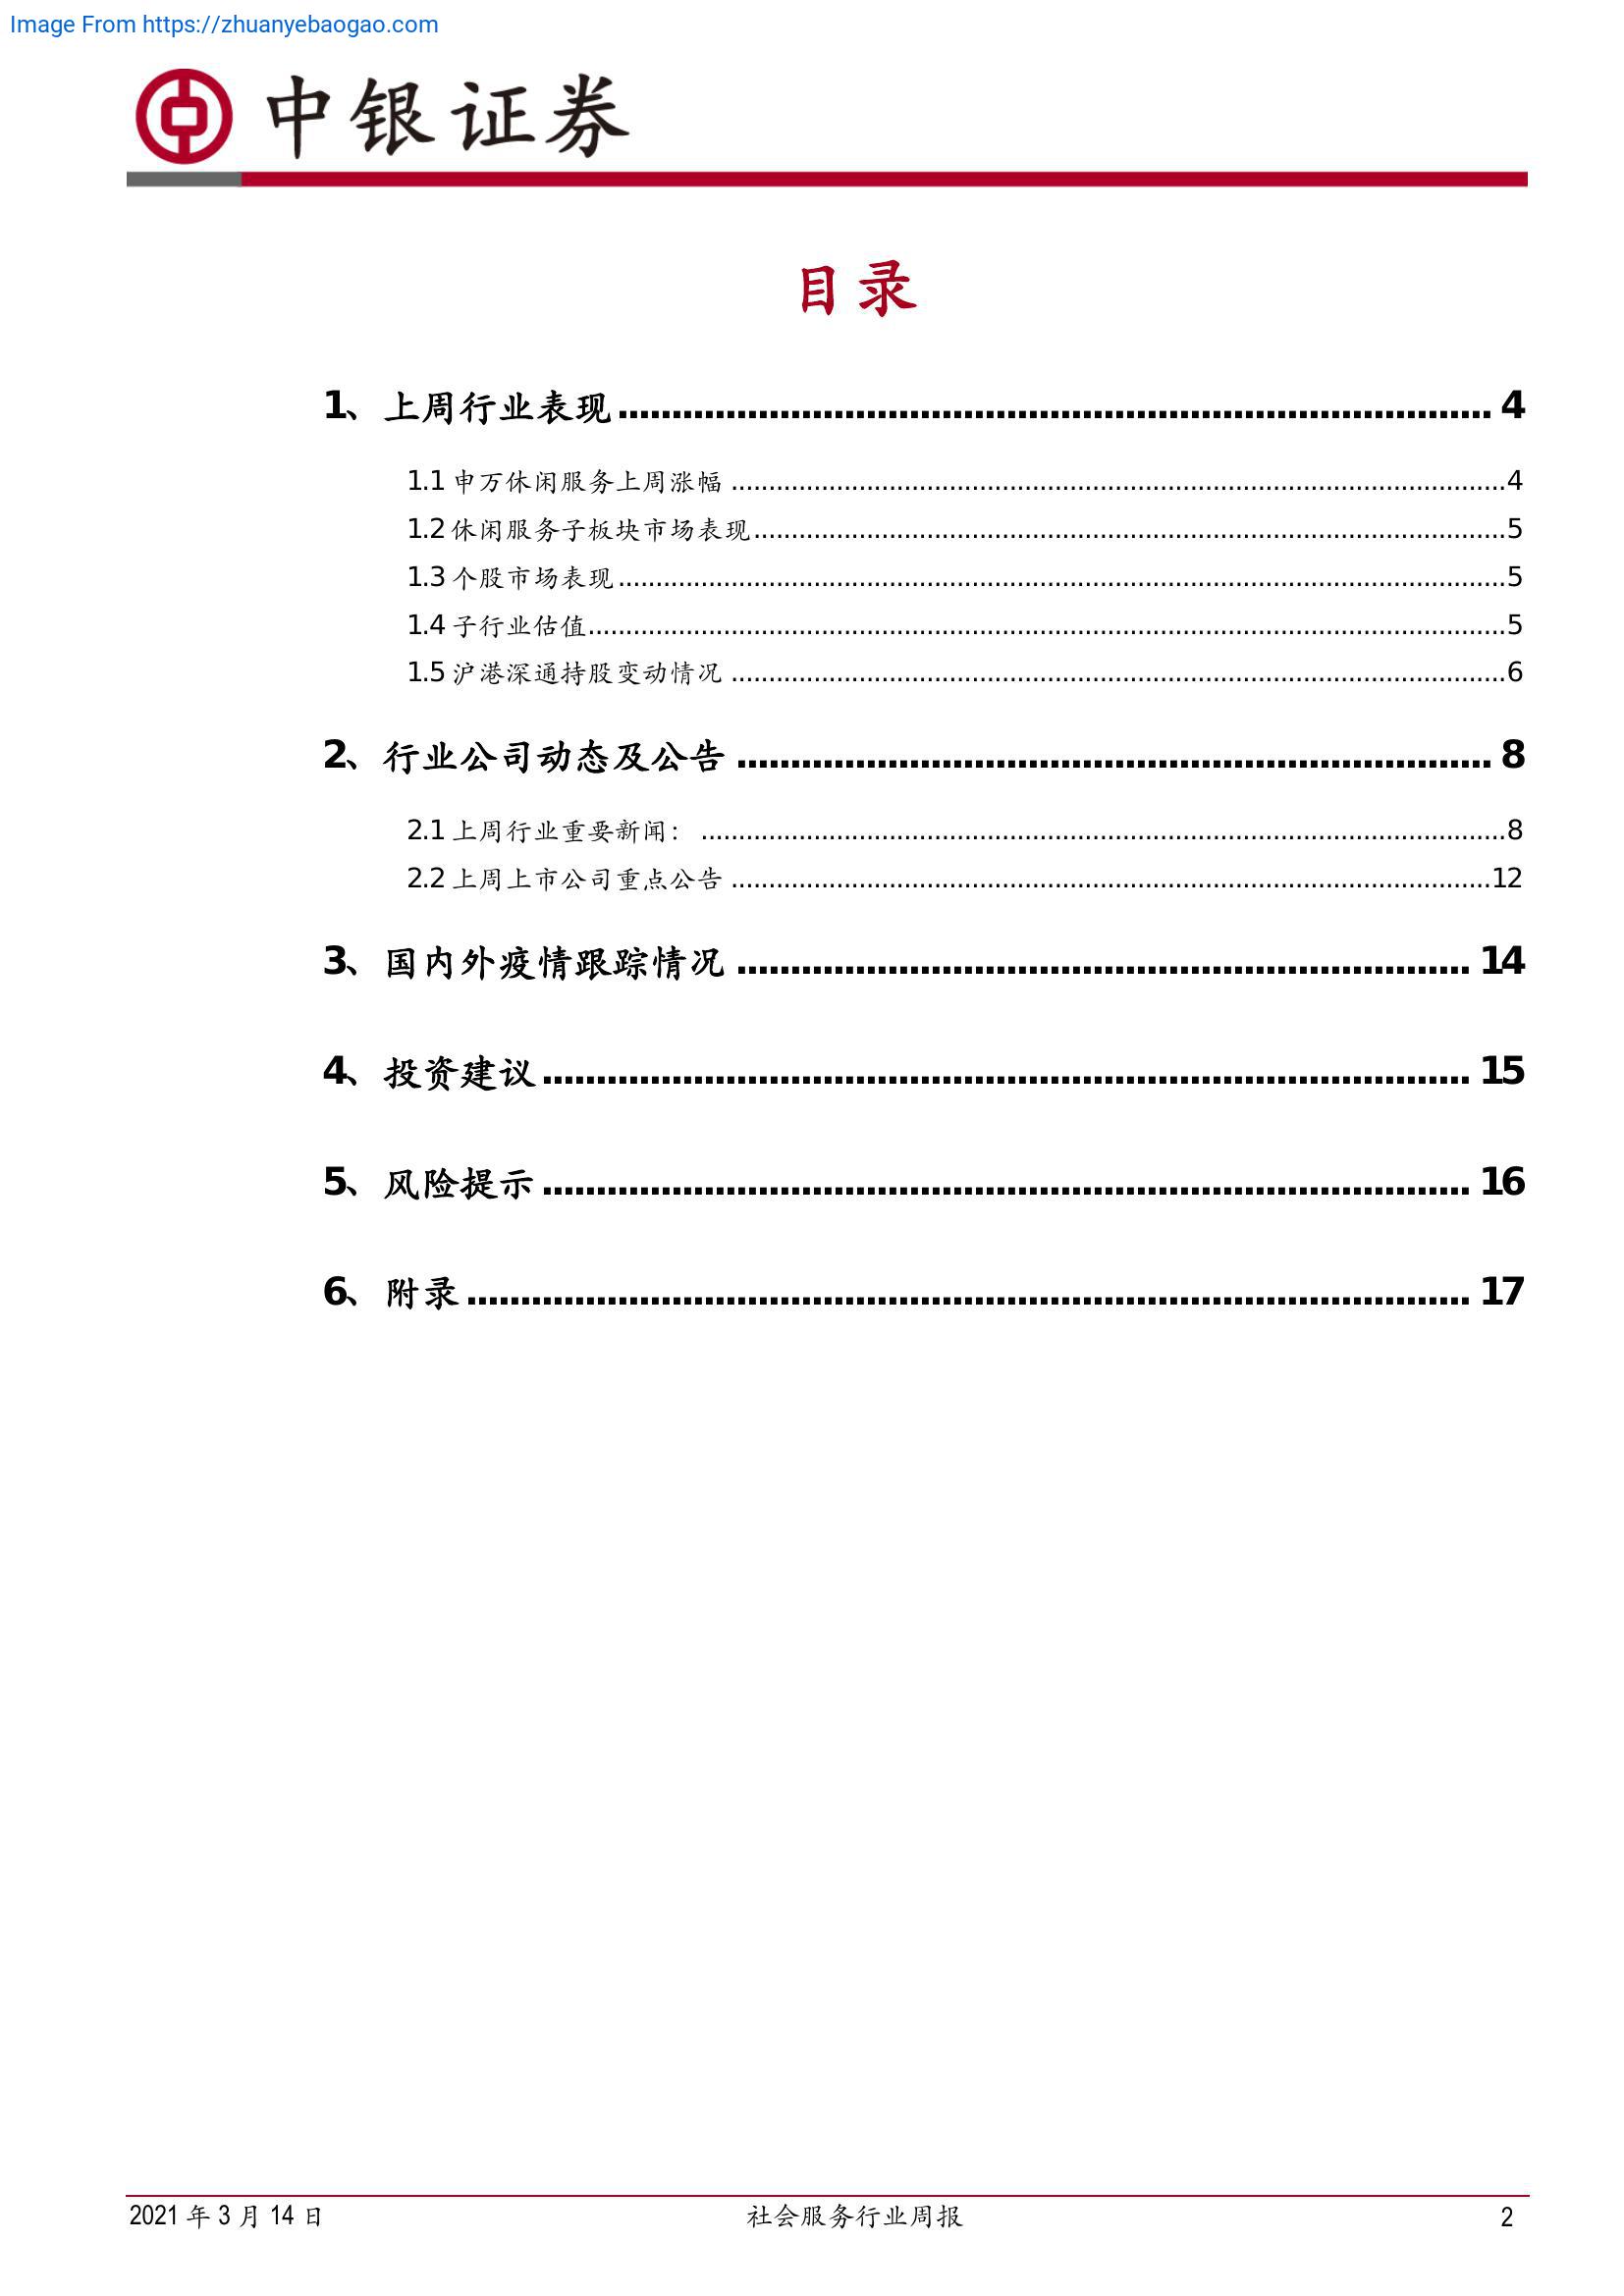 Image From https://zhuanyebaogao.com
中银证券
目录
1、上周行业表现 ........ 4
1.1 申万休闲服务上周涨幅 ........ 4
1.2 休闲服务子板块市场表现 ........ 5
1.3 个股市场表现 ........ 5
1.4 子行业估值 ........ 5
1.5 沪港深通持股变动情况 ........ 6
2、行业公司动态及公告 ........ 8
2.1 上周行业重要新闻： ........ 8
2.2 上周上市公司重点公告 ........ 12
3、国内外疫情跟踪情况 ........ 14
4、投资建议 ........ 15
5、风险提示 ........ 16
6、附录 ........ 17
2021 年 3 月 14 日 社会服务行业周报 2